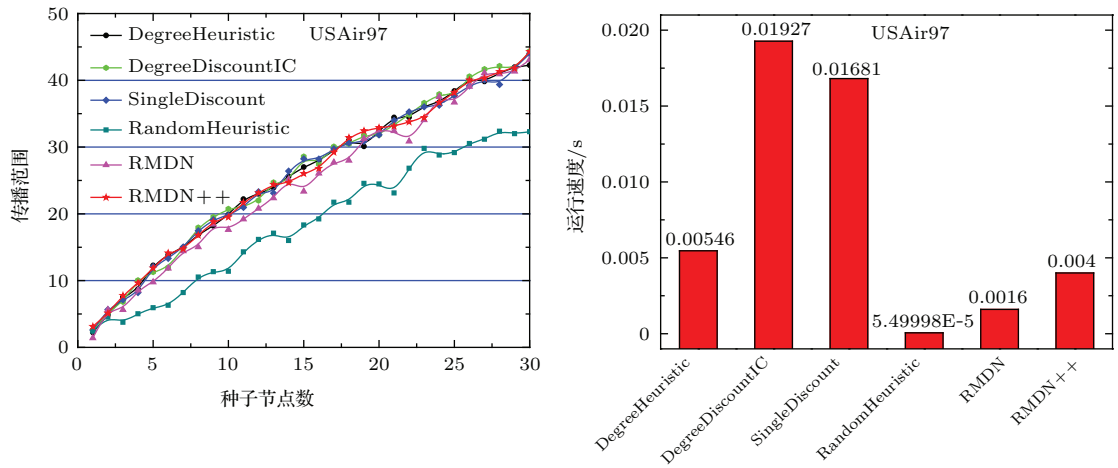 50
40
30
20
10
0
传播范围
DegreeHeuristic
USAir97
DegreeDiscountIC
SingleDiscount
RandomHeuristic
RMDN
RMDN++
0
5
10
15
20
25
30
种子节点数
0.020
0.015
0.010
0.005
0
运行速度/s
USAir97
0.00546
0.01927
0.01681
5.49998E-5
0.0016
0.004
DegreeHeuristic
DegreeDiscountIC
SingleDiscount
RandomHeuristic
RMDN
RMDN++